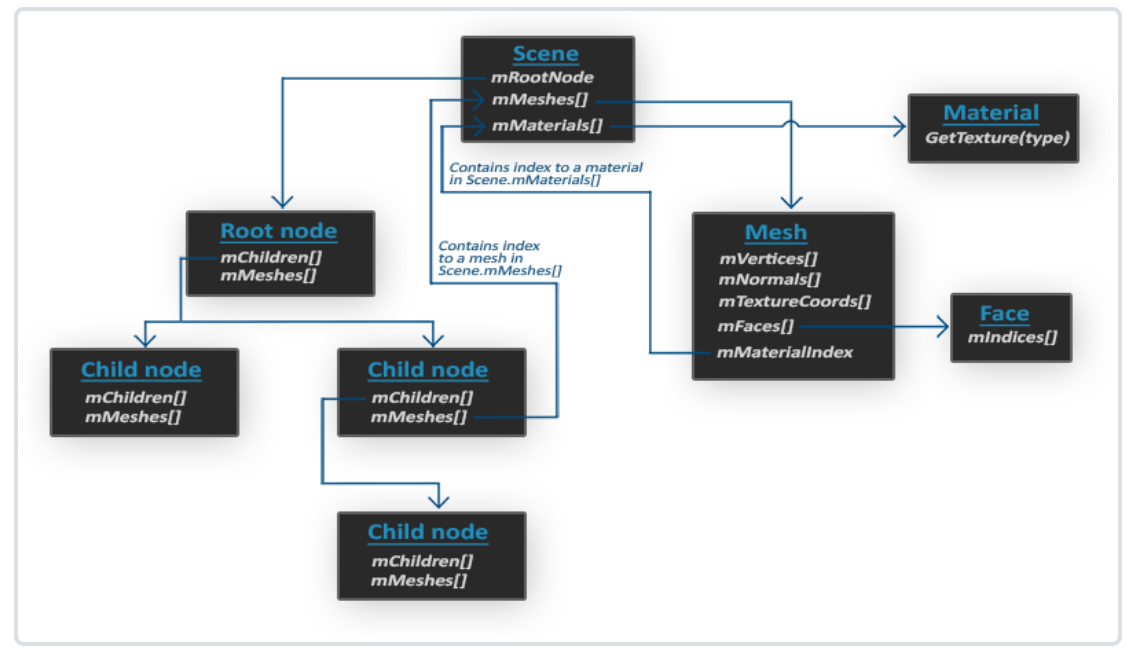 Scene
mRootNode
mMeshes[]
mMaterials[]
Material
GetTexture(type)
Contains index to a material
in Scene.mMaterials[]
Root node
mChildren[]
mMeshes[]
Contains index
to a mesh in
Scene.mMeshes[]
Mesh
mVertices[]
mNormals[]
mTextureCoords[]
mFaces[]
mMaterialIndex
Face
mIndices[]
Child node
mChildren[]
mMeshes[]
Child node
mChildren[]
mMeshes[]
Child node
mChildren[]
mMeshes[]